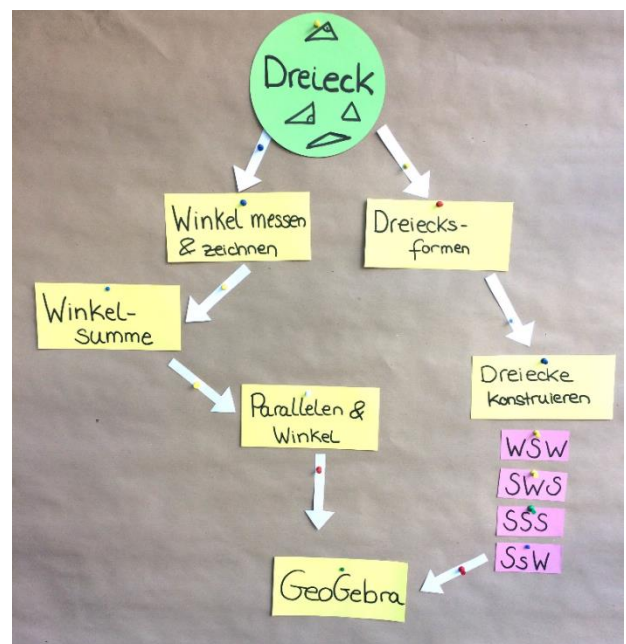 Dreieck
Winkel messen
& zeichnen
Dreiecks-
formen
Winkel-
summe
Parallelen &
Winkel
Dreiecke
konstruieren
WSW
SWS
SSS
SsW
GeoGebra